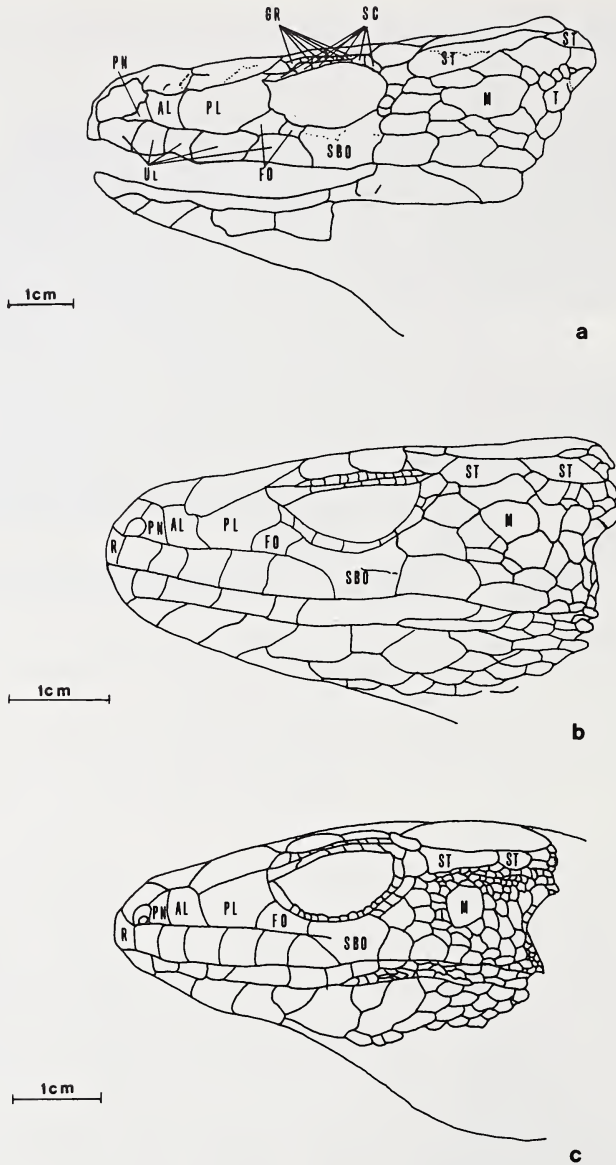 GR SC
ST
PN ST
AL PL M T
UL FO SBO
1cm
a
ST ST
M
PN AL PL
R FO
SBO
1cm
b
ST ST
PN AL PL M
R FO
SBO
1cm
c